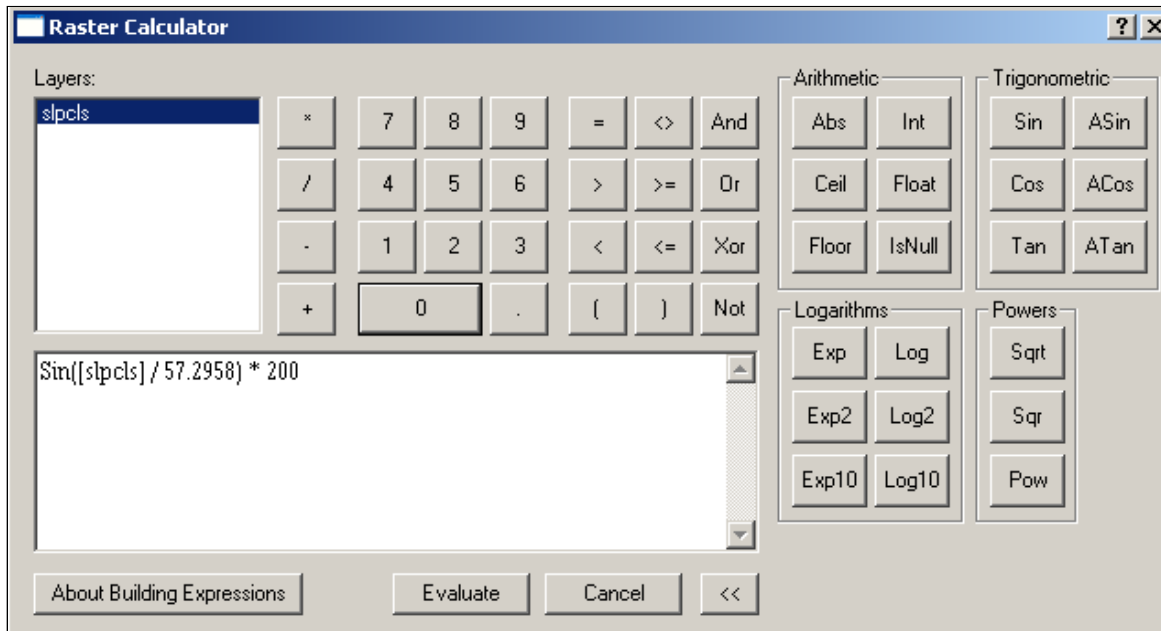 Raster Calculator
? X
Layers:
slpcls
* 7 8 9 = <> And
/ 4 5 6 > >= Or
- 1 2 3 < <= Xor
+ 0 . ( ) Not
Arithmetic
Abs Int
Ceil Float
Floor IsNull
Trigonometric
Sin ASin
Cos ACos
Tan ATan
Logarithms
Exp Log
Exp2 Log2
Exp10 Log10
Powers
Sqrt
Sqr
Pow
Sin([slpcls] / 57.2958) * 200
About Building Expressions
Evaluate
Cancel
<<